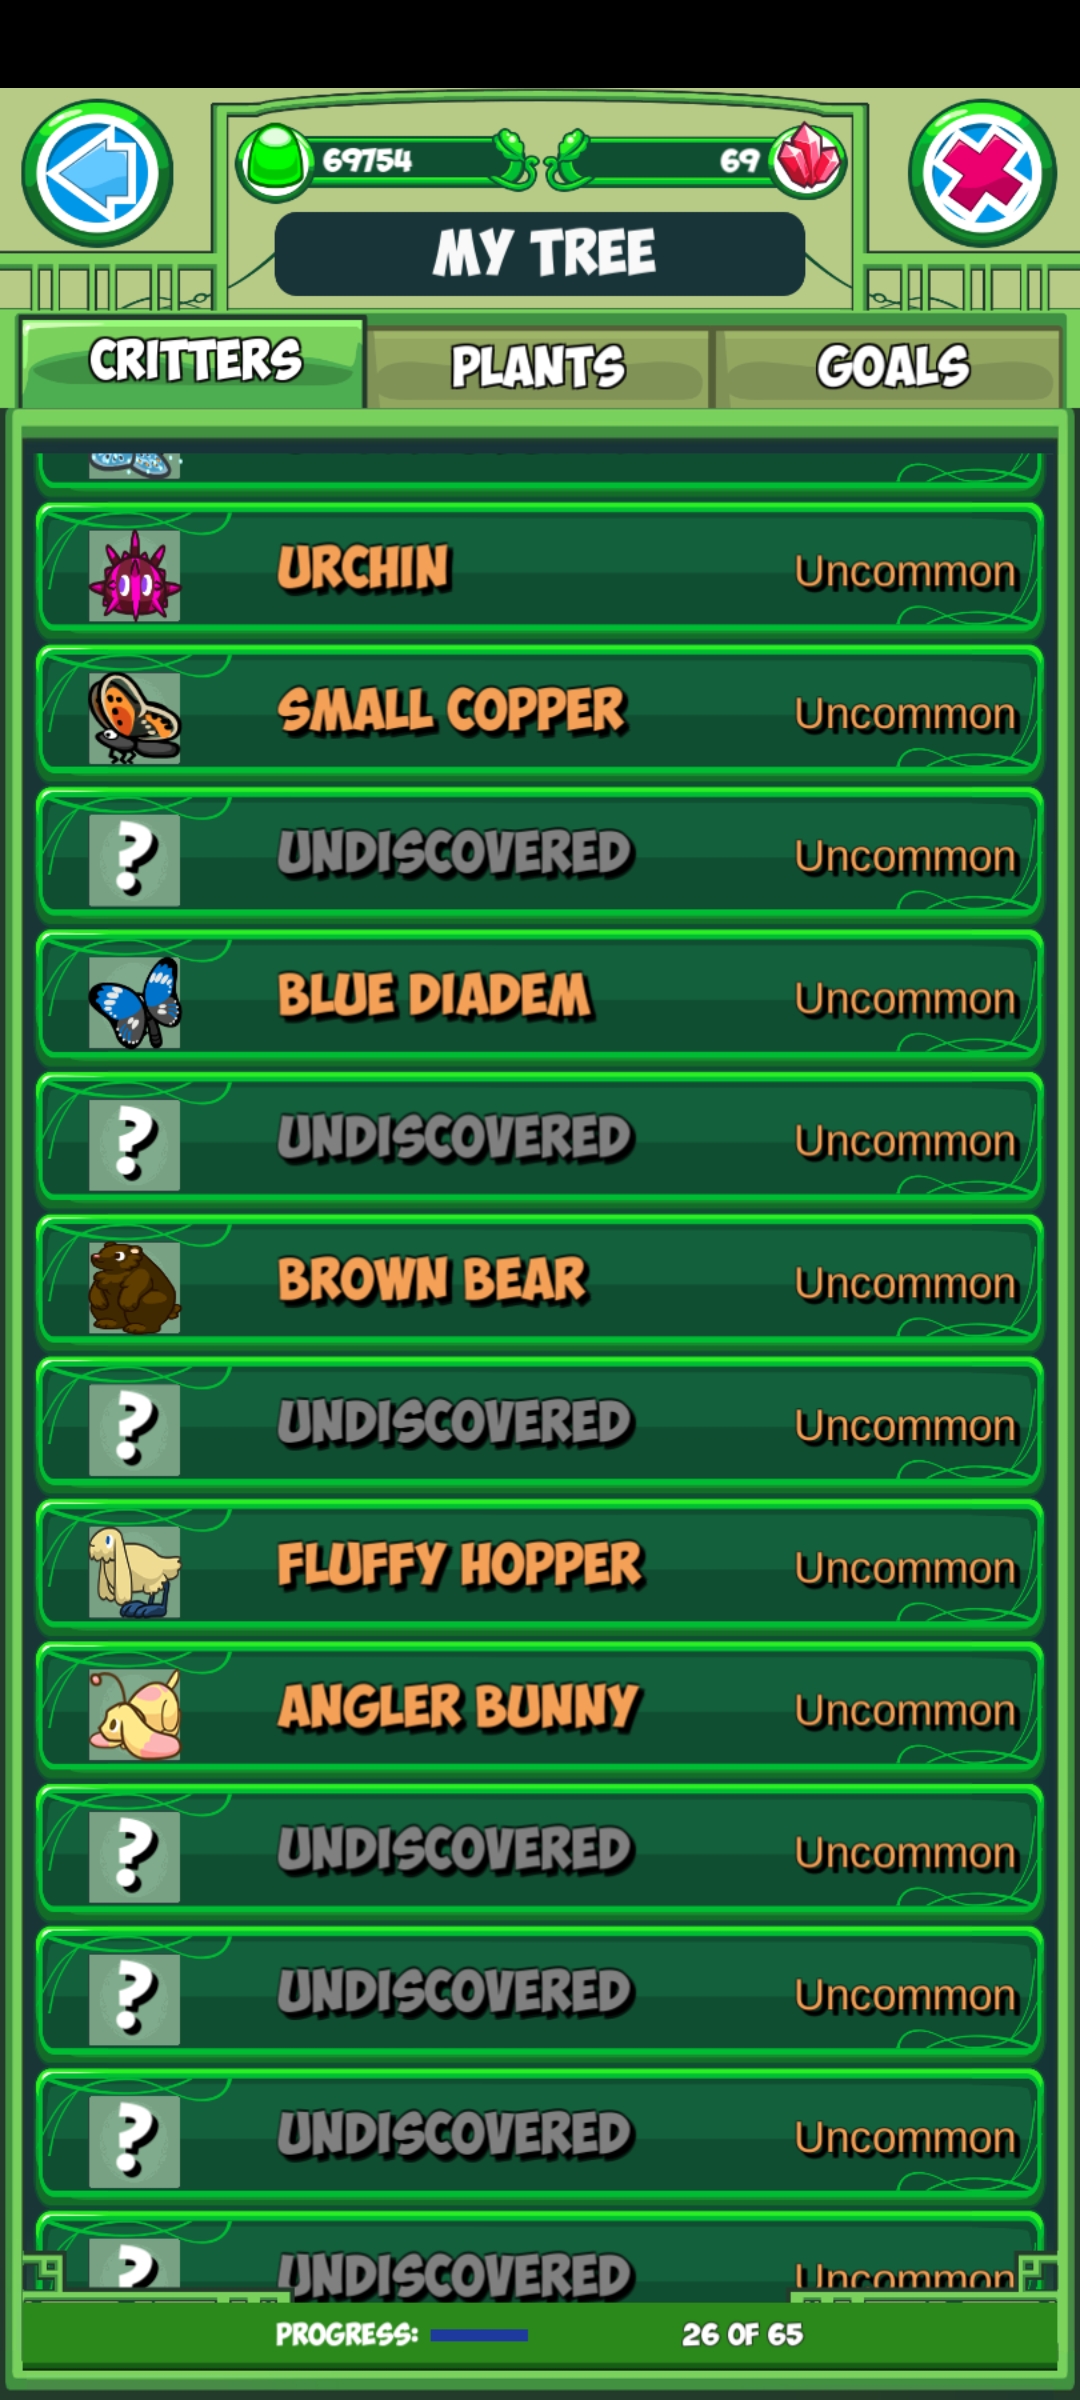 69754
69
MY TREE
CRITTERS
PLANTS
GOALS
URCHIN
Uncommon
SMALL COPPER
Uncommon
?
UNDISCOVERED
Uncommon
BLUE DIADEM
Uncommon
?
UNDISCOVERED
Uncommon
BROWN BEAR
Uncommon
?
UNDISCOVERED
Uncommon
FLUFFY HOPPER
Uncommon
ANGLER BUNNY
Uncommon
?
UNDISCOVERED
Uncommon
?
UNDISCOVERED
Uncommon
?
UNDISCOVERED
Uncommon
?
UNDISCOVERED
Uncommon
PROGRESS:
26 OF 65